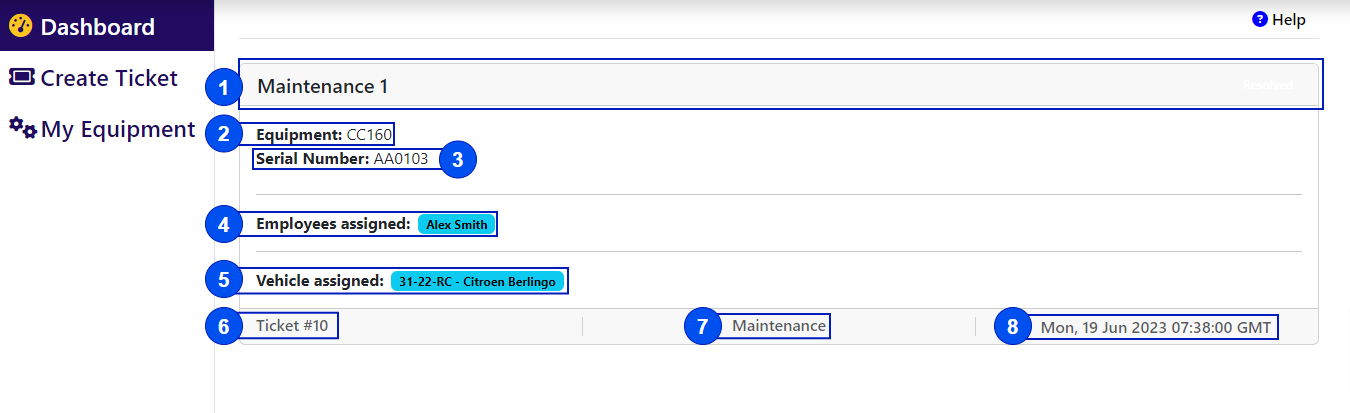 Dashboard
Help
Create Ticket
My Equipment
1 Maintenance 1 Resolved
2 Equipment: CC160
Serial Number: AA0103 3
4 Employees assigned: Alex Smith
5 Vehicle assigned: 31-22-RC - Citroen Berlingo
6 Ticket #10 7 Maintenance 8 Mon, 19 Jun 2023 07:38:00 GMT